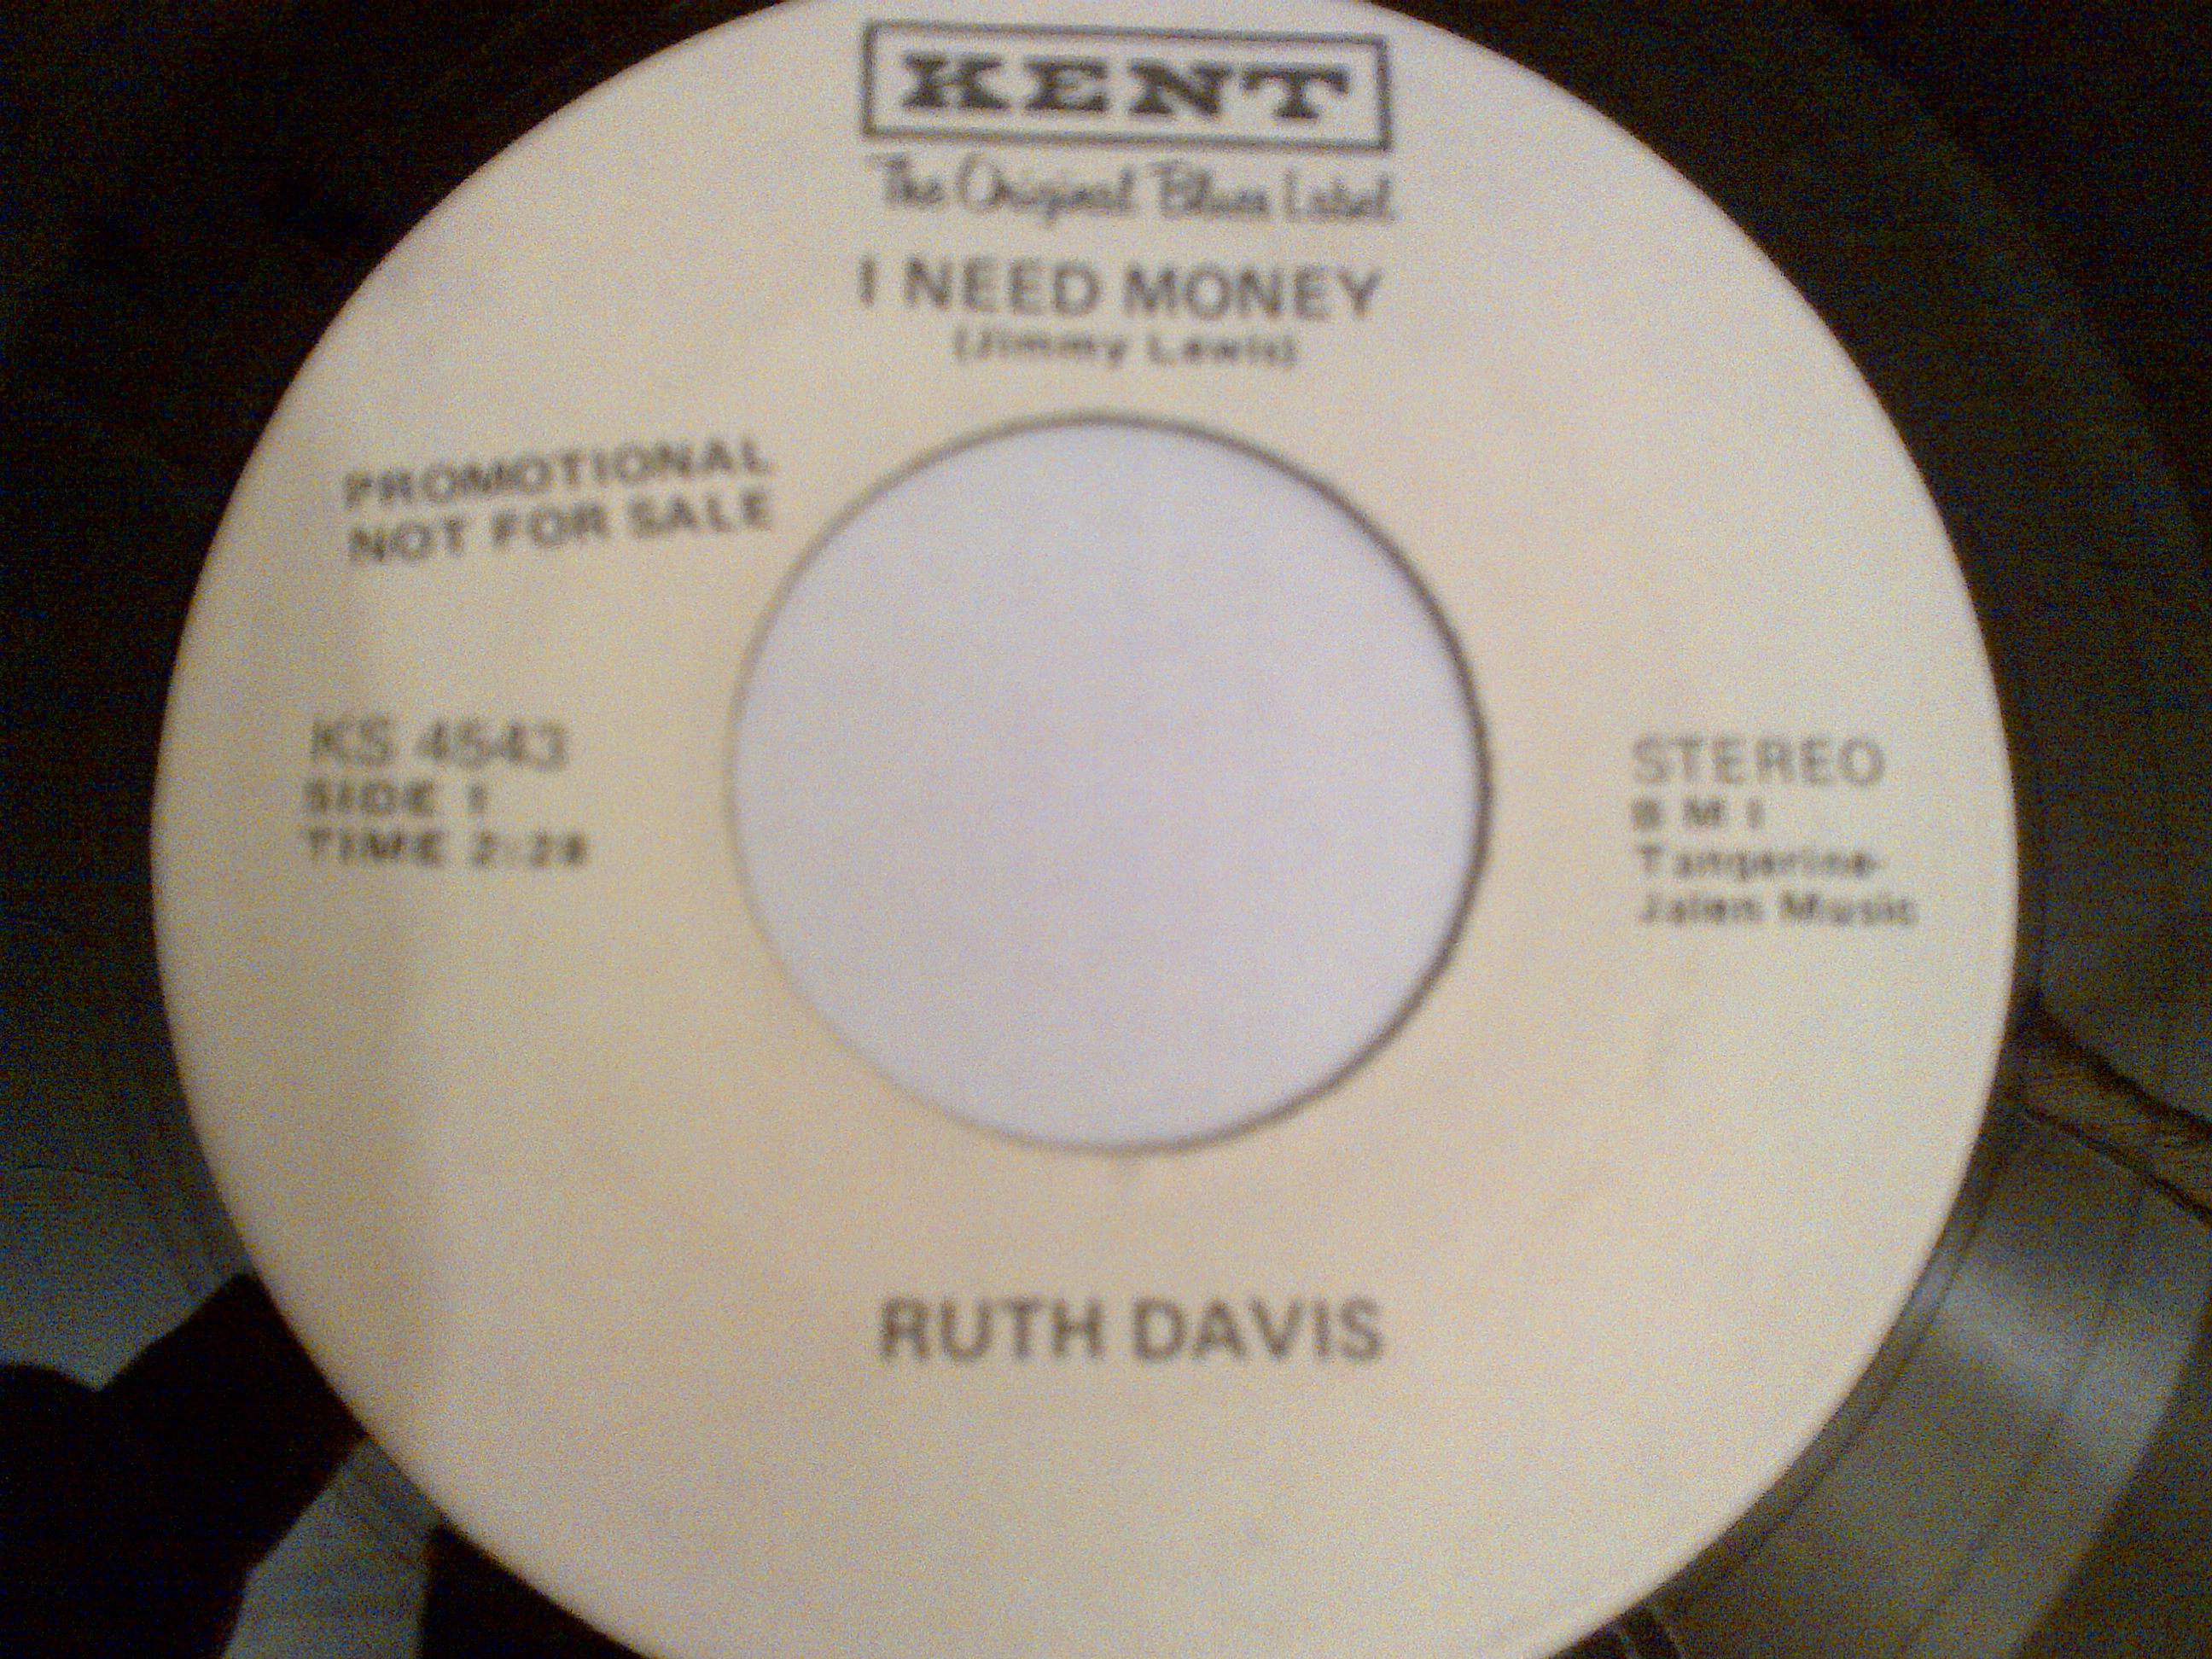 KENT
The Original Blues Label
I NEED MONEY
(Jimmy Lewis)
PROMOTIONAL
NOT FOR SALE
KS 4543
SIDE 1
TIME 2:28
STEREO
B M I
Tangerine-
Jalen Music
RUTH DAVIS